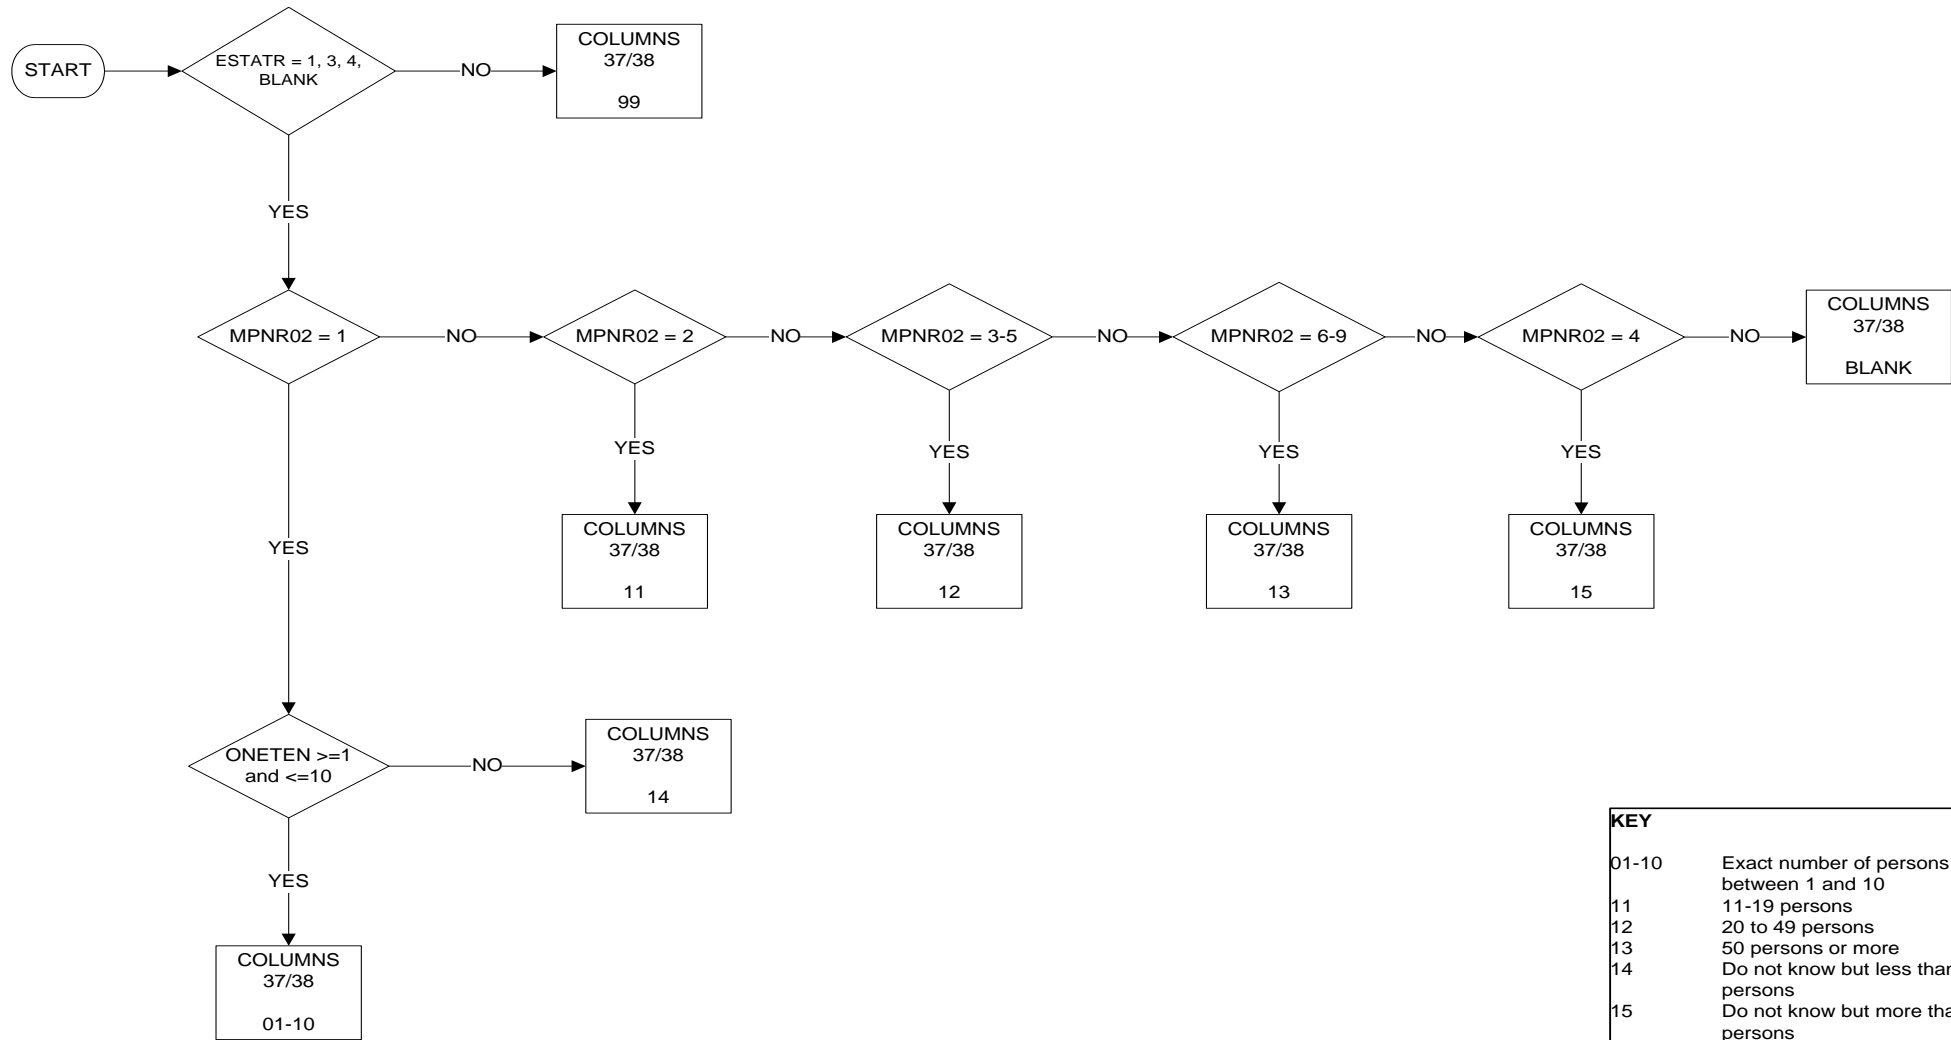 START
ESTATR = 1, 3, 4,
BLANK
NO
COLUMNS
37/38
99
YES
MPNR02 = 1
NO
MPNR02 = 2
NO
MPNR02 = 3-5
NO
MPNR02 = 6-9
NO
MPNR02 = 4
NO
COLUMNS
37/38
BLANK
YES
COLUMNS
37/38
11
YES
COLUMNS
37/38
12
YES
COLUMNS
37/38
13
YES
COLUMNS
37/38
15
YES
ONETEN >=1
and <=10
NO
COLUMNS
37/38
14
YES
COLUMNS
37/38
01-10
KEY
01-10 Exact number of persons
between 1 and 10
11 11-19 persons
12 20 to 49 persons
13 50 persons or more
14 Do not know but less
persons
15 Do not know but more
persons